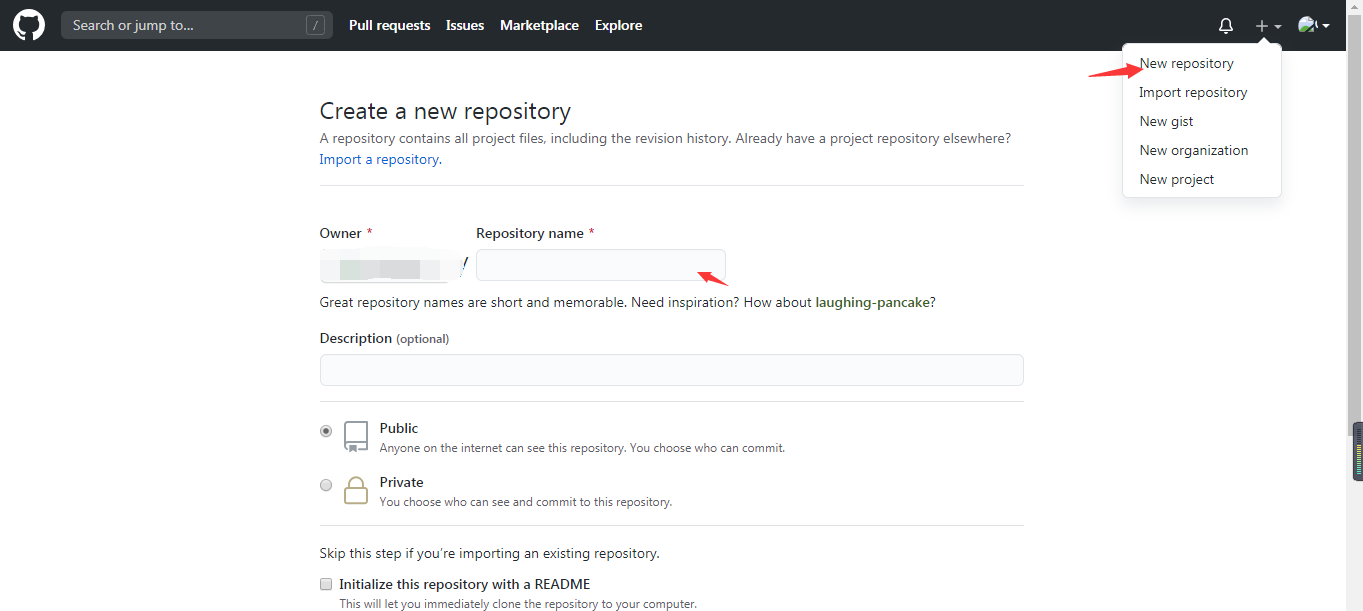 Search or jump to... / Pull requests Issues Marketplace Explore
New repository
Import repository
New gist
New organization
New project
Create a new repository
A repository contains all project files, including the revision history. Already have a project repository elsewhere?
Import a repository.
Owner * Repository name *
/
Great repository names are short and memorable. Need inspiration? How about laughing-pancake?
Description (optional)
Public
Anyone on the internet can see this repository. You choose who can commit.
Private
You choose who can see and commit to this repository.
Skip this step if you’re importing an existing repository.
Initialize this repository with a README
This will let you immediately clone the repository to your computer.